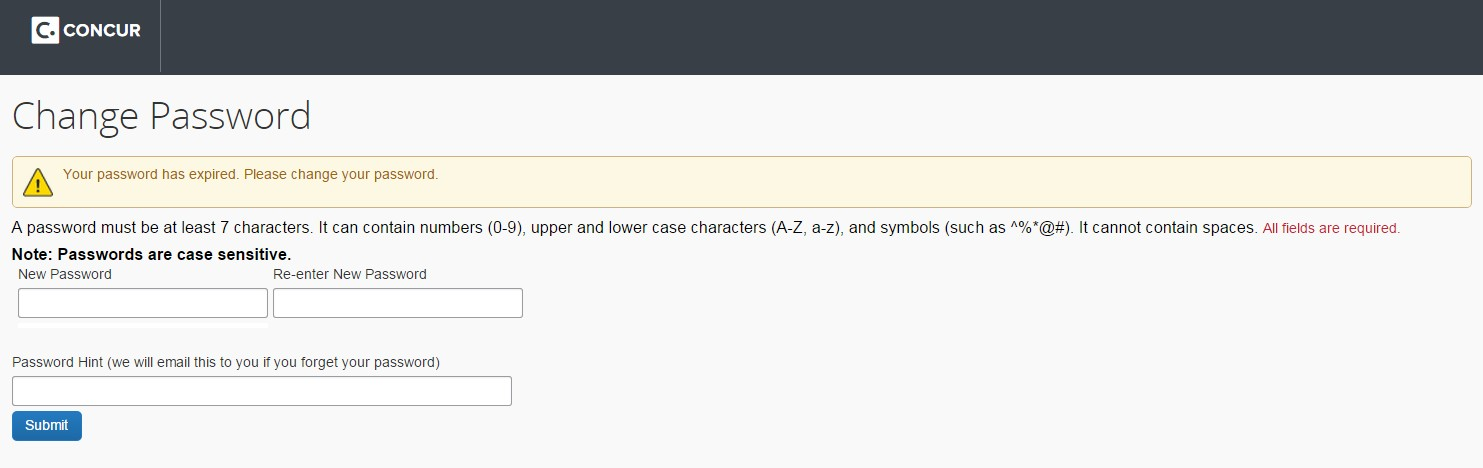 C. CONCUR
Change Password
Your password has expired. Please change your password.
A password must be at least 7 characters. It can contain numbers (0-9), upper and lower case characters (A-Z, a-z), and symbols (such as ^%*@#). It cannot contain spaces. All fields are required.
Note: Passwords are case sensitive.
New Password Re-enter New Password
Password Hint (we will email this to you if you forget your password)
Submit